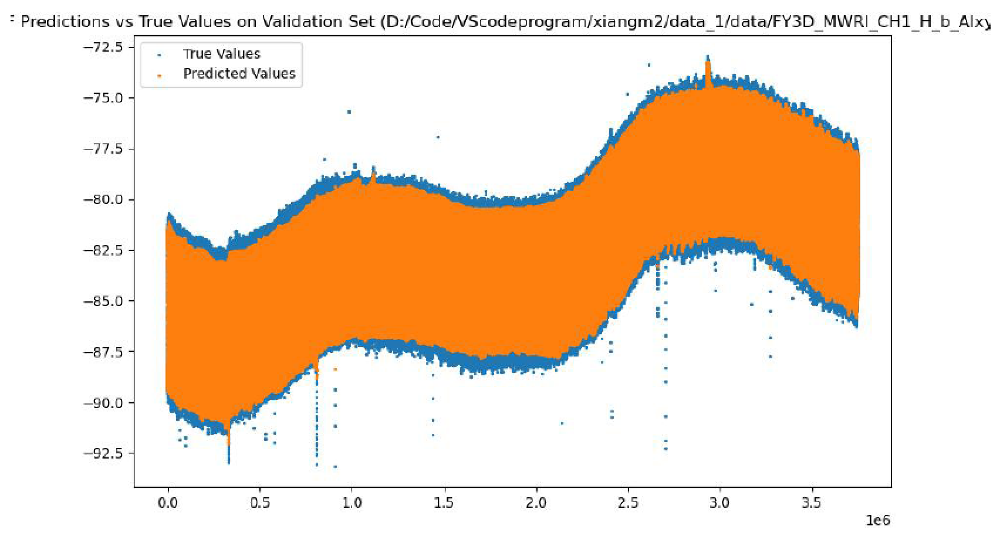 Predictions vs True Values on Validation Set (D:/Code/VScodeprogram/xiangm2/data_1/data/FY3D_MWRI_CH1_H_b_Alxy
True Values
Predicted Values
−72.5
−75.0
−77.5
−80.0
−82.5
−85.0
−87.5
−90.0
−92.5
0.0 0.5 1.0 1.5 2.0 2.5 3.0 3.5
1e6